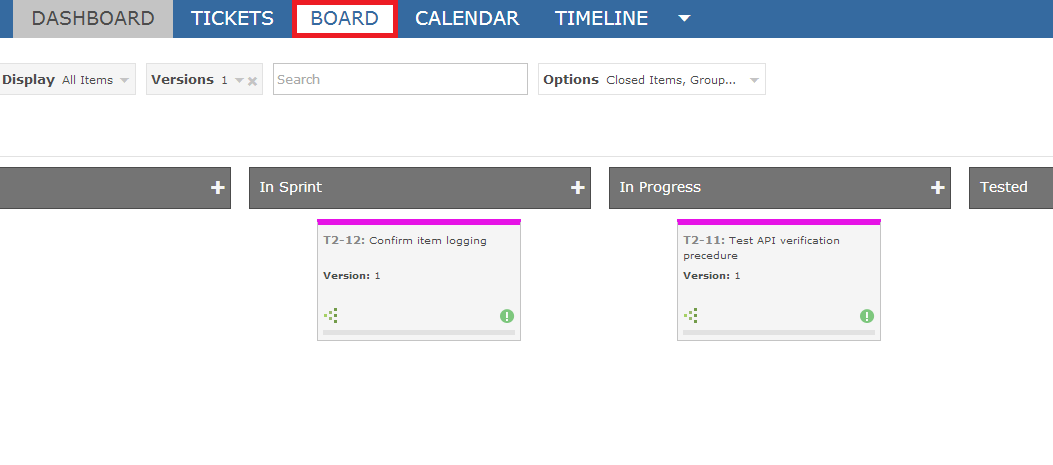 DASHBOARD TICKETS BOARD CALENDAR TIMELINE
Display All Items Versions 1 Search Options Closed Items, Group...
In Sprint In Progress Tested
T2-12: Confirm item logging
Version: 1
T2-11: Test API verification
precedure
Version: 1